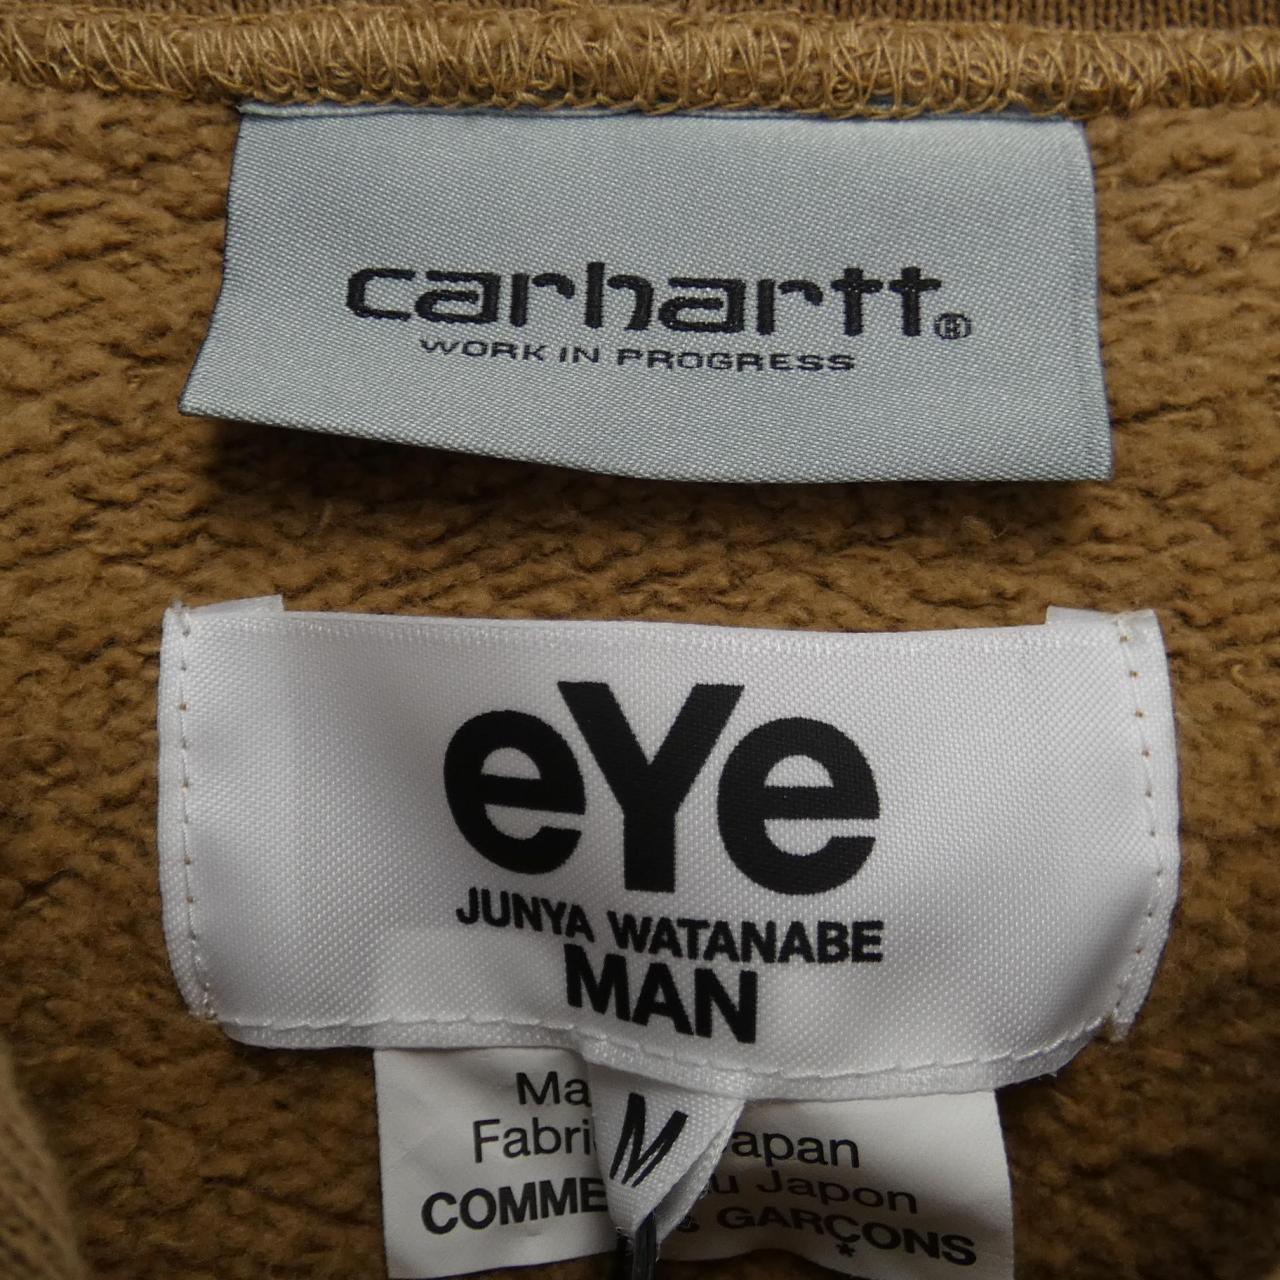 carhartt®
WORK IN PROGRESS
eYe
JUNYA WATANABE
MAN
M
Japan
Japon
COMME GARÇONS
*